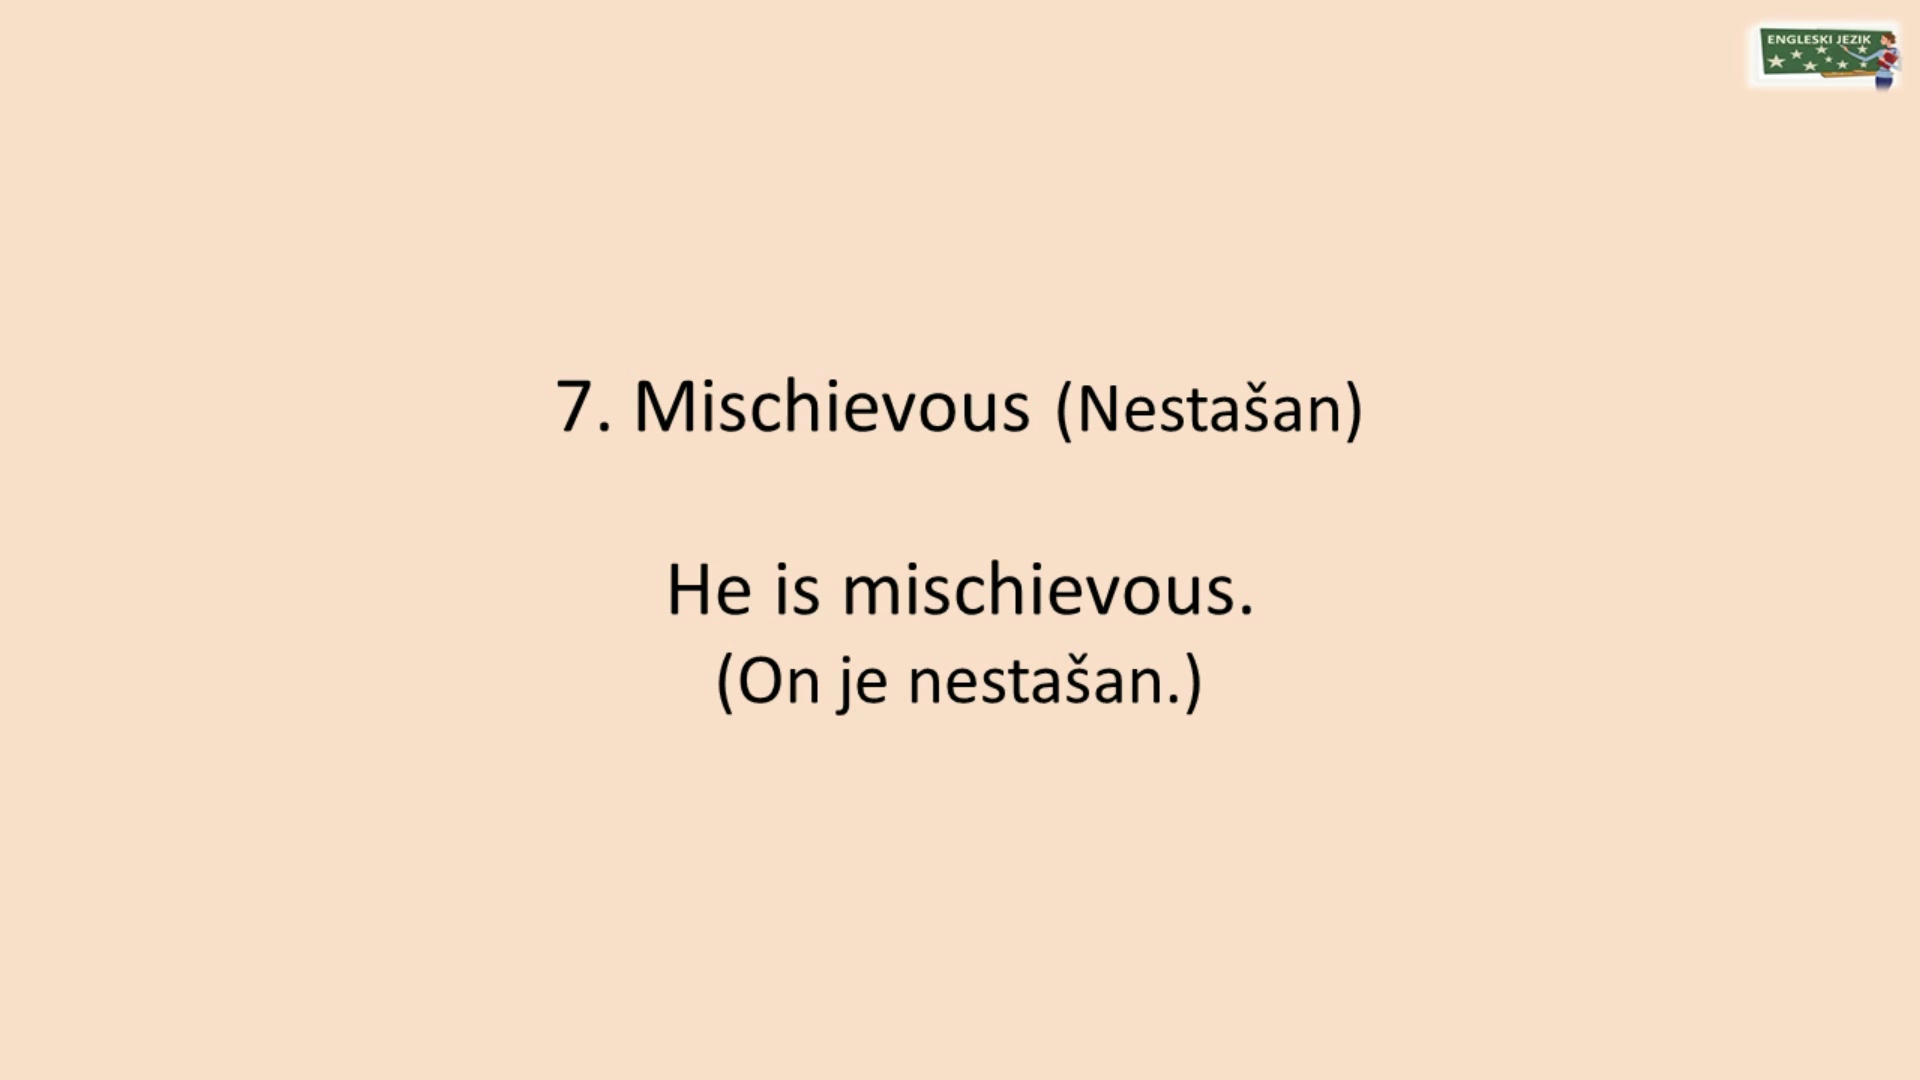 ENGLESKI JEZIK
7. Mischievous (Nestašan)
He is mischievous.
(On je nestašan.)